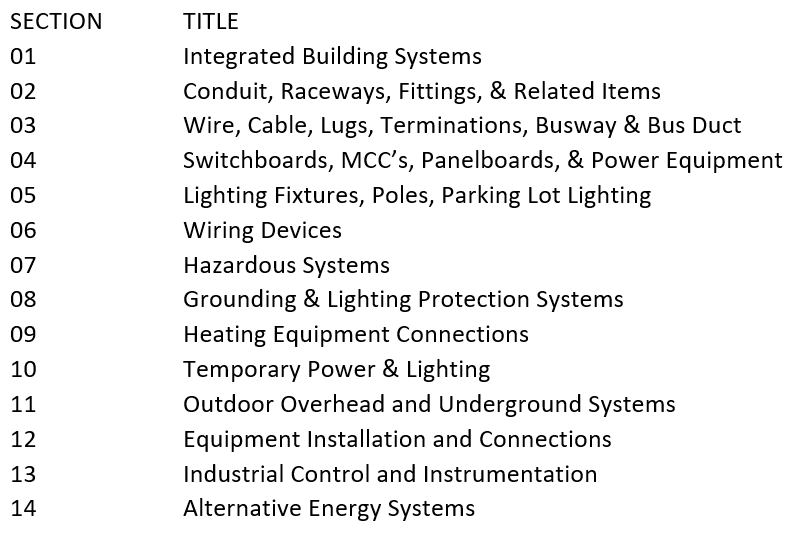 SECTION TITLE
01 Integrated Building Systems
02 Conduit, Raceways, Fittings, & Related Items
03 Wire, Cable, Lugs, Terminations, Busway & Bus Duct
04 Switchboards, MCC’s, Panelboards, & Power Equipment
05 Lighting Fixtures, Poles, Parking Lot Lighting
06 Wiring Devices
07 Hazardous Systems
08 Grounding & Lighting Protection Systems
09 Heating Equipment Connections
10 Temporary Power & Lighting
11 Outdoor Overhead and Underground Systems
12 Equipment Installation and Connections
13 Industrial Control and Instrumentation
14 Alternative Energy Systems